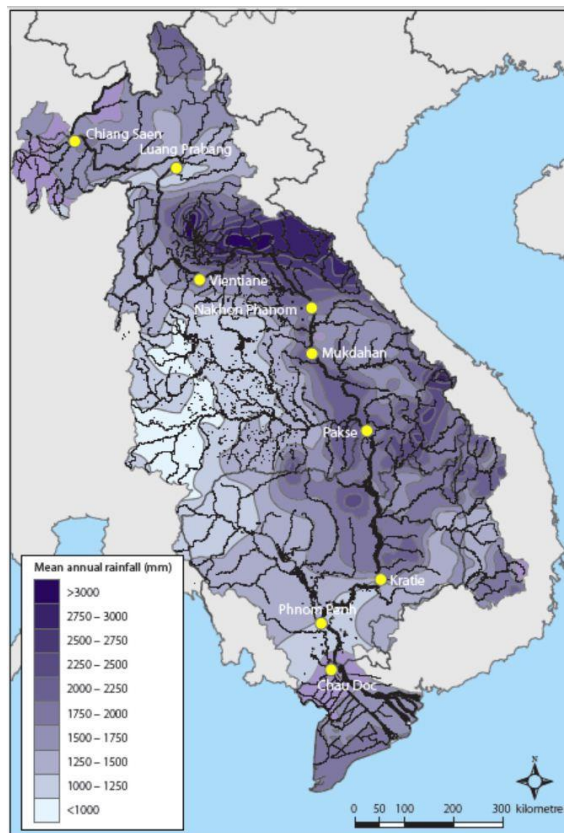 Chiang Saen
Luang Prabang
Vientiane
Nakhon Phanom
Mukdahan
Pakse
Kratie
Phnom Penh
Chau Doc
Mean annual rainfall (mm)
>3000
2750 – 3000
2500 – 2750
2250 – 2500
2000 – 2250
1750 – 2000
1500 – 1750
1250 – 1500
1000 – 1250
<1000
N
0 50 100 200 300 kilometre